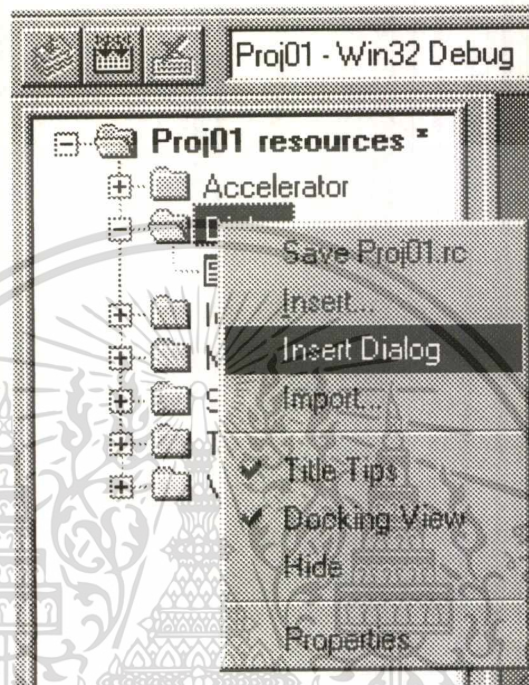 Proj01 - Win32 Debug
Proj01 resources *
Accelerator
Save Proj01.rc
Insert...
Insert Dialog
Import...
Title Tips
Docking View
Hide
Properties